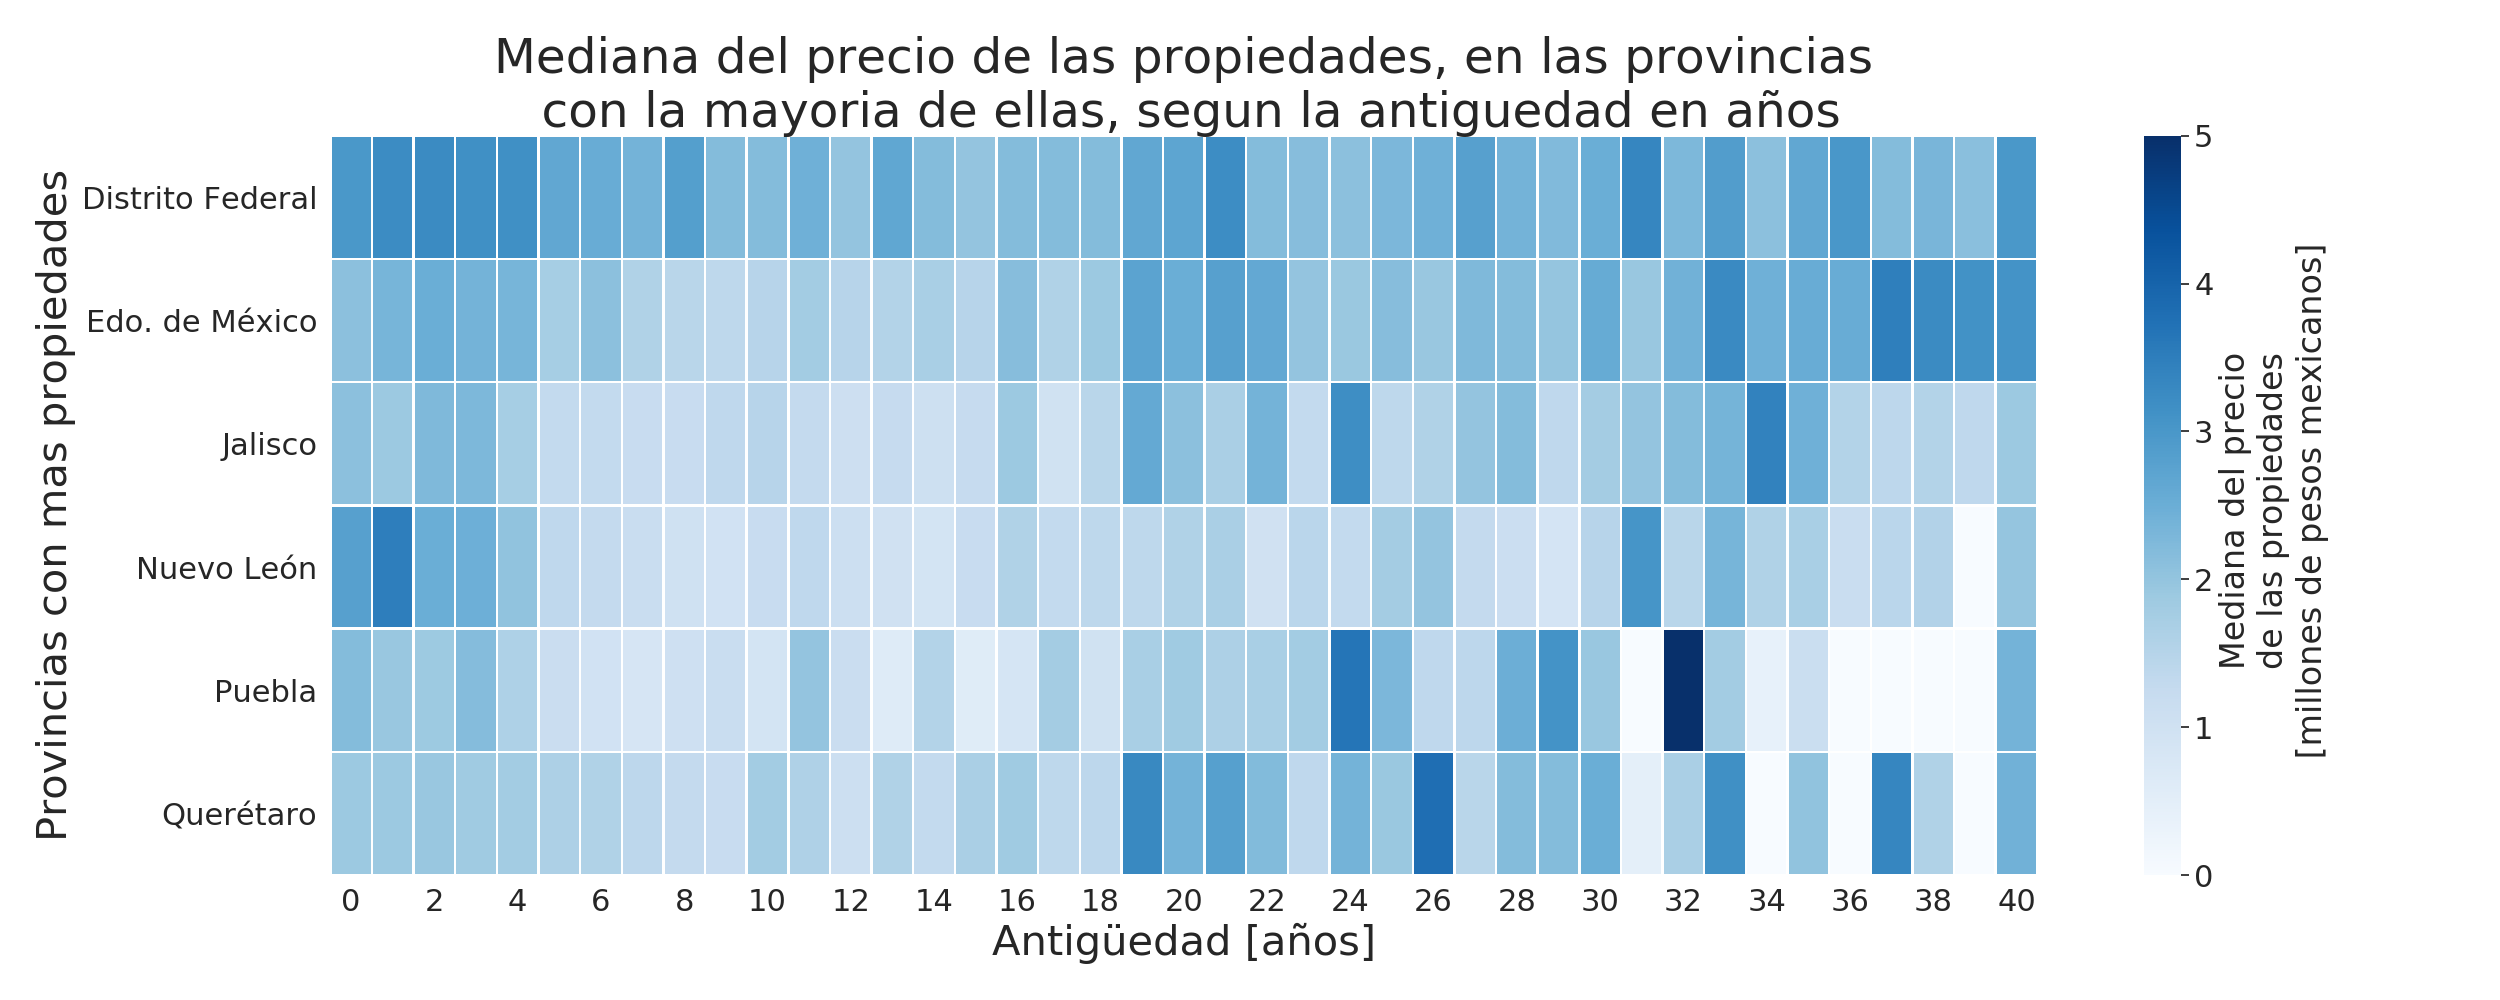 Mediana del precio de las propiedades, en las provincias
con la mayoria de ellas, segun la antiguedad en años
Provincias con mas propiedades
Distrito Federal
Edo. de México
Jalisco
Nuevo León
Puebla
Querétaro
0 2 4 6 8 10 12 14 16 18 20 22 24 26 28 30 32 34 36 38 40
Antigüedad [años]
5
4
3
2
1
0
Mediana del precio
de las propiedades
[millones de pesos mexicanos]